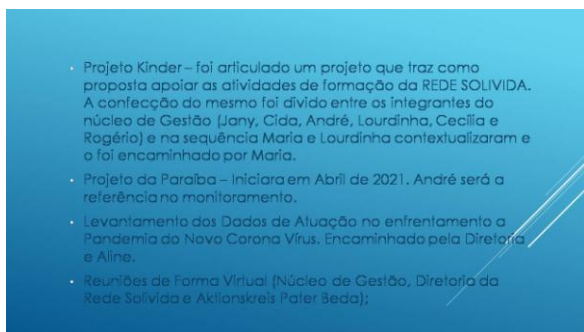 • Projeto Kinder – foi articulado um projeto que traz como
proposta apoiar as atividades de formação da REDE SOLIVIDA.
A confecção do mesmo foi divido entre os integrantes do
núcleo de Gestão (Jany, Cida, André, Lourdinha, Cecília e
Rogério) e na sequência Maria e Lourdinha contextualizaram e
o foi encaminhado por Maria.
• Projeto da Paraíba – Iniciara em Abril de 2021. André será a
referência no monitoramento.
• Levantamento dos Dados de Atuação no enfrentamento a
Pandemia do Novo Corona Vírus. Encaminhado pela Diretoria
e Aline.
• Reuniões de Forma Virtual (Núcleo de Gestão, Diretoria da
Rede Solivida e Aktionskreis Pater Beda);